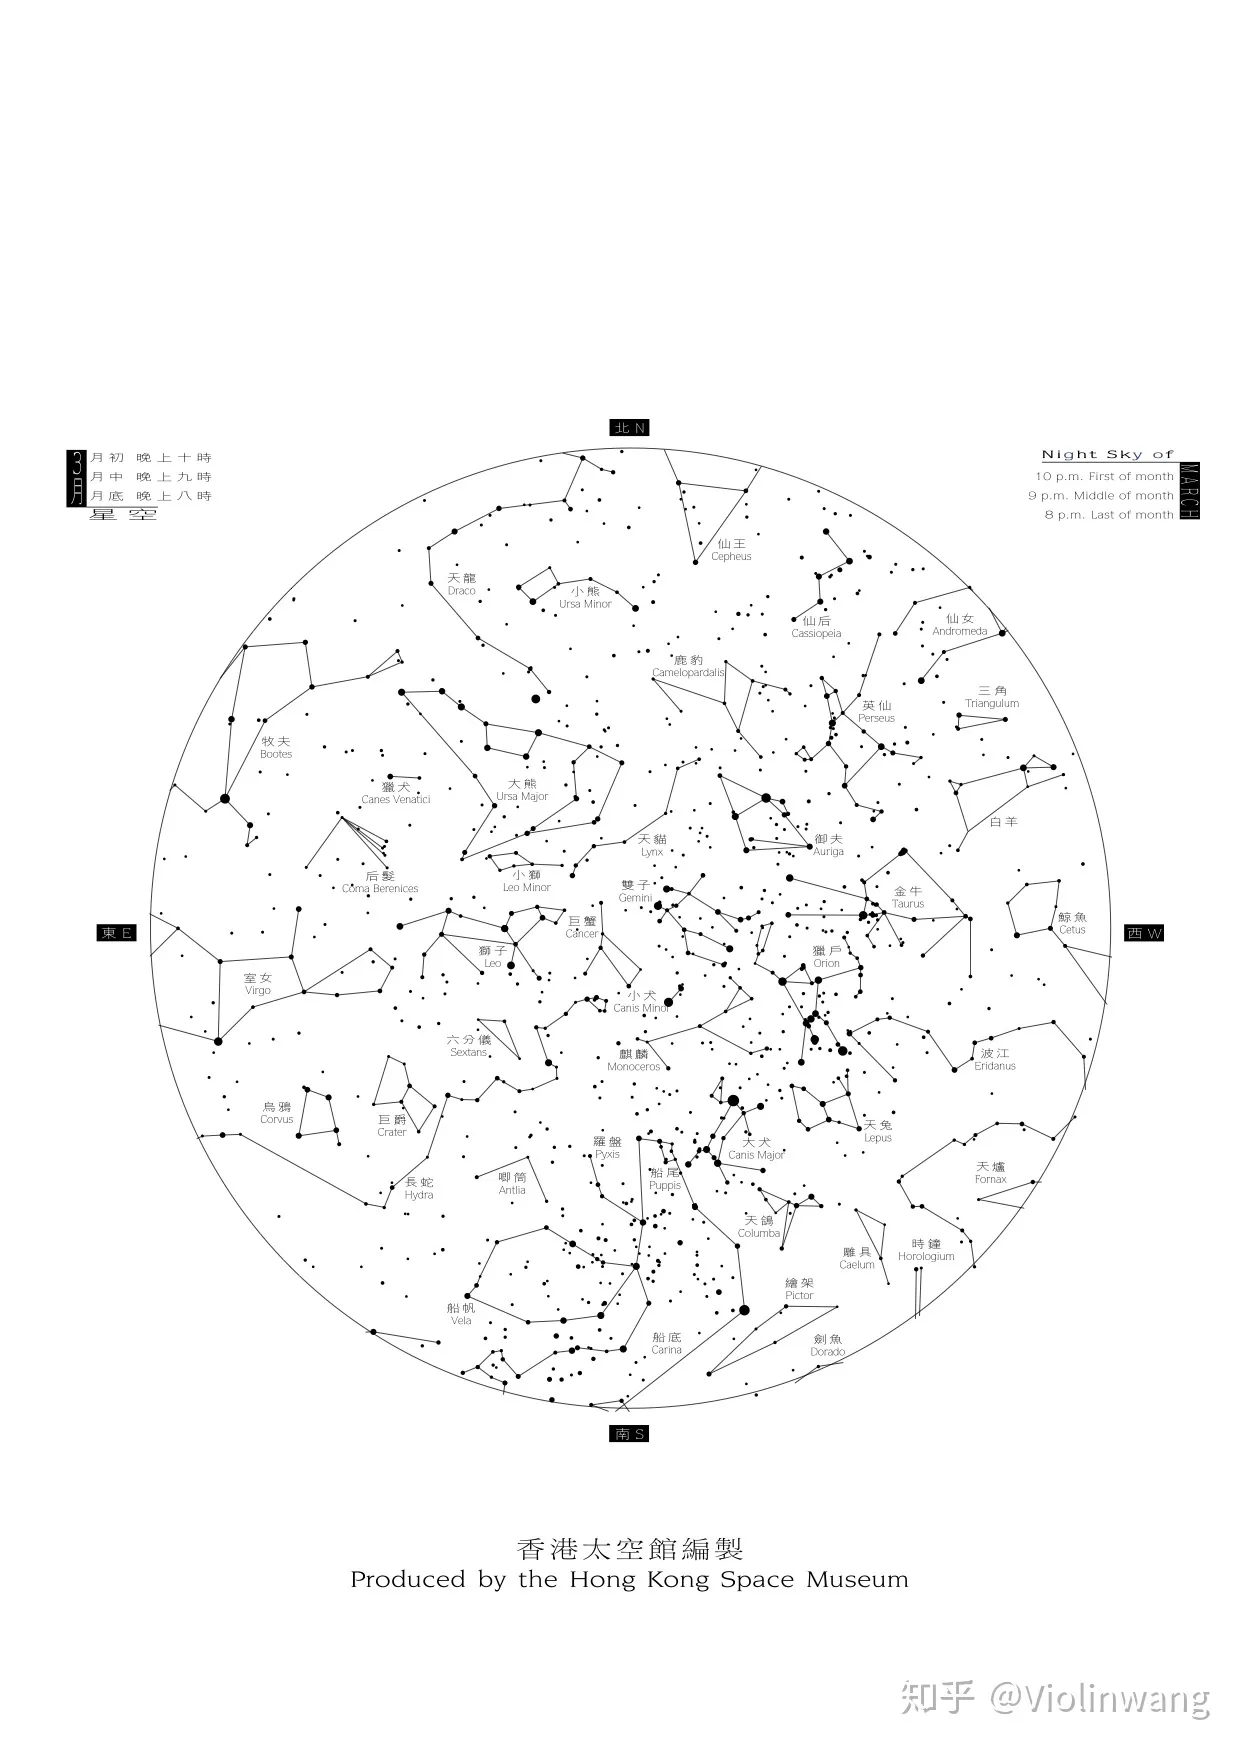 北 N
3月
月初 晚上十時
月中 晚上九時
月底 晚上八時
星空
Night Sky of
MARCH
10 p.m. First of month
9 p.m. Middle of month
8 p.m. Last of month
仙王
Cepheus
天龍
Draco
小熊
Ursa Minor
仙后
Cassiopeia
仙女
Andromeda
鹿豹
Camelopardalis
三角
Triangulum
英仙
Perseus
牧夫
Bootes
獵犬
Canes Venatici
大熊
Ursa Major
白羊
天貓
Lynx
御夫
Auriga
后髮
Coma Berenices
小獅
Leo Minor
雙子
Gemini
金牛
Taurus
鯨魚
Cetus
東 E
西 W
巨蟹
Cancer
獅子
Leo
獵戶
Orion
室女
Virgo
小犬
Canis Minor
六分儀
Sextans
麒麟
Monoceros
波江
Eridanus
烏鴉
Corvus
巨爵
Crater
天兔
Lepus
羅盤
Pyxis
大犬
Canis Major
船尾
Puppis
天爐
Fornax
長蛇
Hydra
唧筒
Antlia
天鴿
Columba
雕具
Caelum
時鐘
Horologium
繪架
Pictor
船帆
Vela
船底
Carina
劍魚
Dorado
南 S
香港太空館編製
Produced by the Hong Kong Space Museum
知乎 @Violinwang